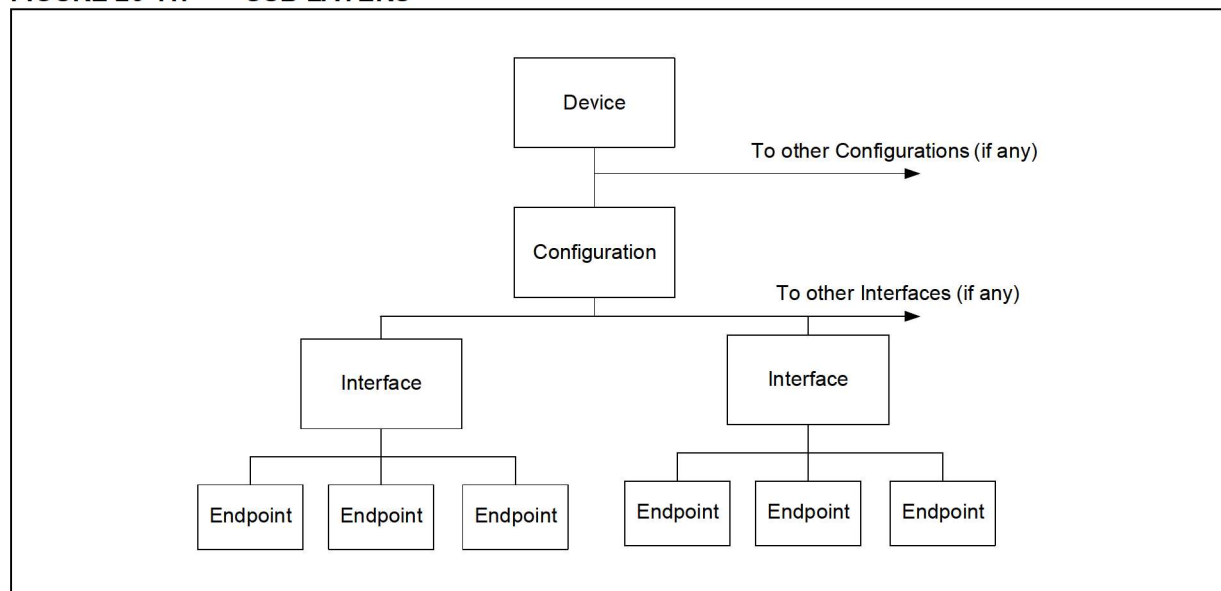 Device
To other Configurations (if any)
Configuration
To other Interfaces (if any)
Interface
Interface
Endpoint
Endpoint
Endpoint
Endpoint
Endpoint
Endpoint